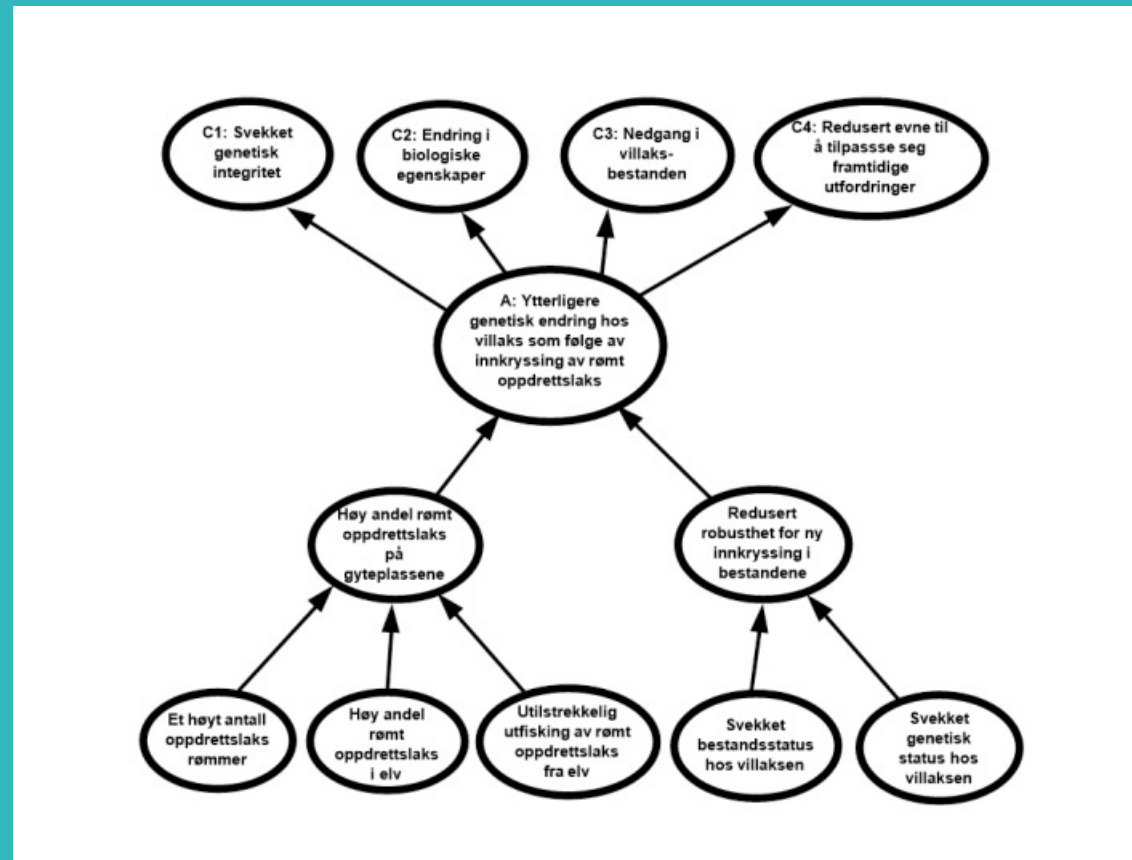 C1: Svekket
genetisk
integritet
C2: Endring i
biologiske
egenskaper
C3: Nedgang i
villaks-
bestanden
C4: Redusert evne til
å tilpassse seg
framtidige
utfordringer
A: Ytterligere
genetisk endring hos
villaks som følge av
innkryssing av rømt
oppdrettslaks
Høy andel rømt
oppdrettslaks
på
gyteplassene
Redusert
robusthet for ny
innkryssing i
bestandene
Et høyt antall
oppdrettslaks
rømmer
Høy andel
rømt
oppdrettslaks
i elv
Utilstrekkelig
utfisking av rømt
oppdrettslaks
fra elv
Svekket
bestandsstatus
hos villaksen
Svekket
genetisk
status hos
villaksen